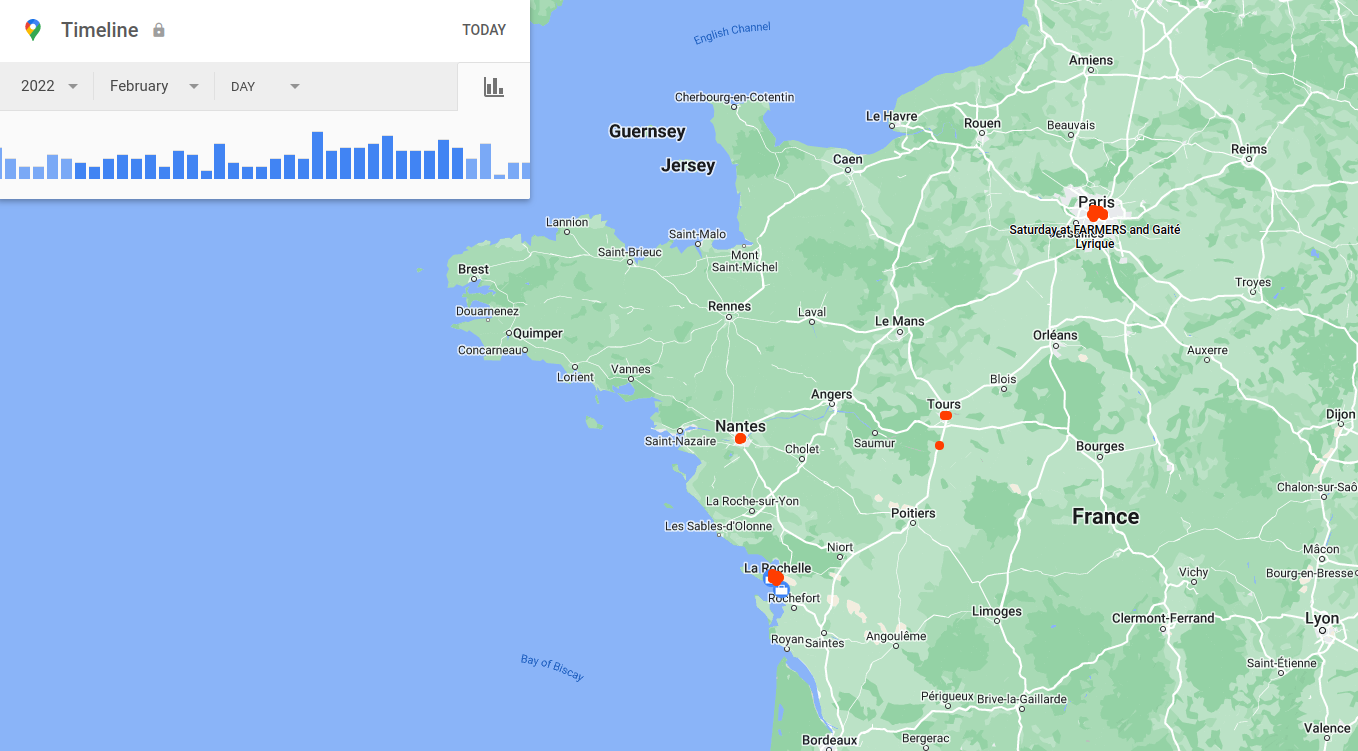 Timeline
TODAY
2022
February
DAY
English Channel
Amiens
Cherbourg-en-Cotentin
Le Havre
Rouen
Beauvais
Guernsey
Reims
Jersey
Caen
Paris
Lannion
Saint-Malo
Versailles
Saturday at FARMERS and Gaité
Lyrique
Saint-Brieuc
Mont
Saint-Michel
Brest
Troyes
Douarnenez
Rennes
Laval
Le Mans
Quimper
Orléans
Concarneau
Auxerre
Lorient
Vannes
Blois
Angers
Tours
Dijon
Nantes
Saint-Nazaire
Saumur
Cholet
Bourges
Chalon-sur-Saô
La Roche-sur-Yon
Poitiers
France
Les Sables-d'Olonne
Niort
Mâcon
La Rochelle
Vichy
Bourg-en-Bresse
Rochefort
Limoges
Clermont-Ferrand
Lyon
Royan
Saintes
Angoulême
Bay of Biscay
Saint-Étienne
Périgueux
Brive-la-Gaillarde
Valence
Bordeaux
Bergerac